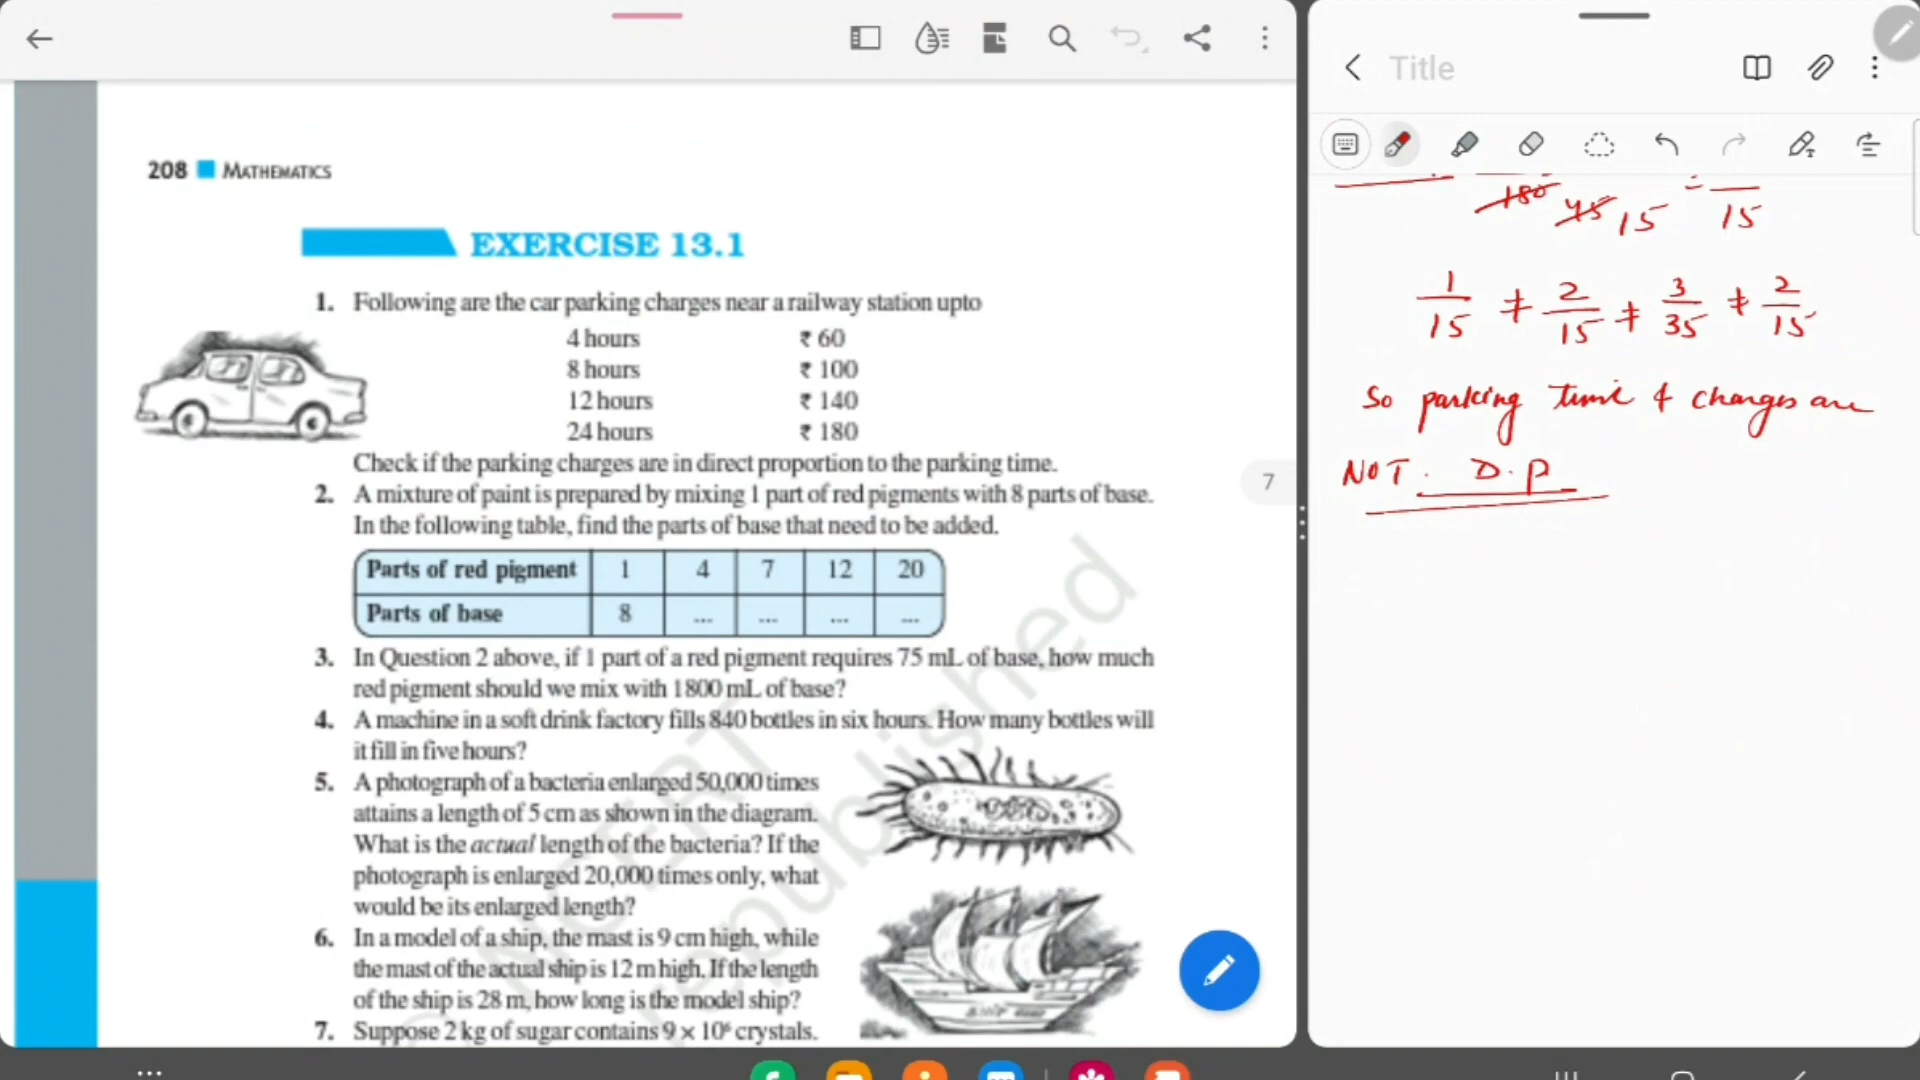 Title
208 MATHEMATICS
EXERCISE 13.1
1. Following are the car parking charges near a railway station upto
4 hours ₹ 60
8 hours ₹ 100
12 hours ₹ 140
24 hours ₹ 180
Check if the parking charges are in direct proportion to the parking time.
2. A mixture of paint is prepared by mixing 1 part of red pigments with 8 parts of base.
In the following table, find the parts of base that need to be added.
Parts of red pigment 1 4 7 12 20
Parts of base 8 ... ... ... ...
3. In Question 2 above, if 1 part of a red pigment requires 75 mL of base, how much
red pigment should we mix with 1800 mL of base?
4. A machine in a soft drink factory fills 840 bottles in six hours. How many bottles will
it fill in five hours?
5. A photograph of a bacteria enlarged 50,000 times
attains a length of 5 cm as shown in the diagram.
What is the actual length of the bacteria? If the
photograph is enlarged 20,000 times only, what
would be its enlarged length?
6. In a model of a ship, the mast is 9 cm high, while
the mast of the actual ship is 12 m high. If the length
of the ship is 28 m, how long is the model ship?
7. Suppose 2 kg of sugar contains 9 × 10⁶ crystals.
NCERT
republished
7
180 45 15 = /15
1/15 ≠ 2/15 ≠ 3/35 ≠ 2/15
So parking time & charges are
NOT. D.P